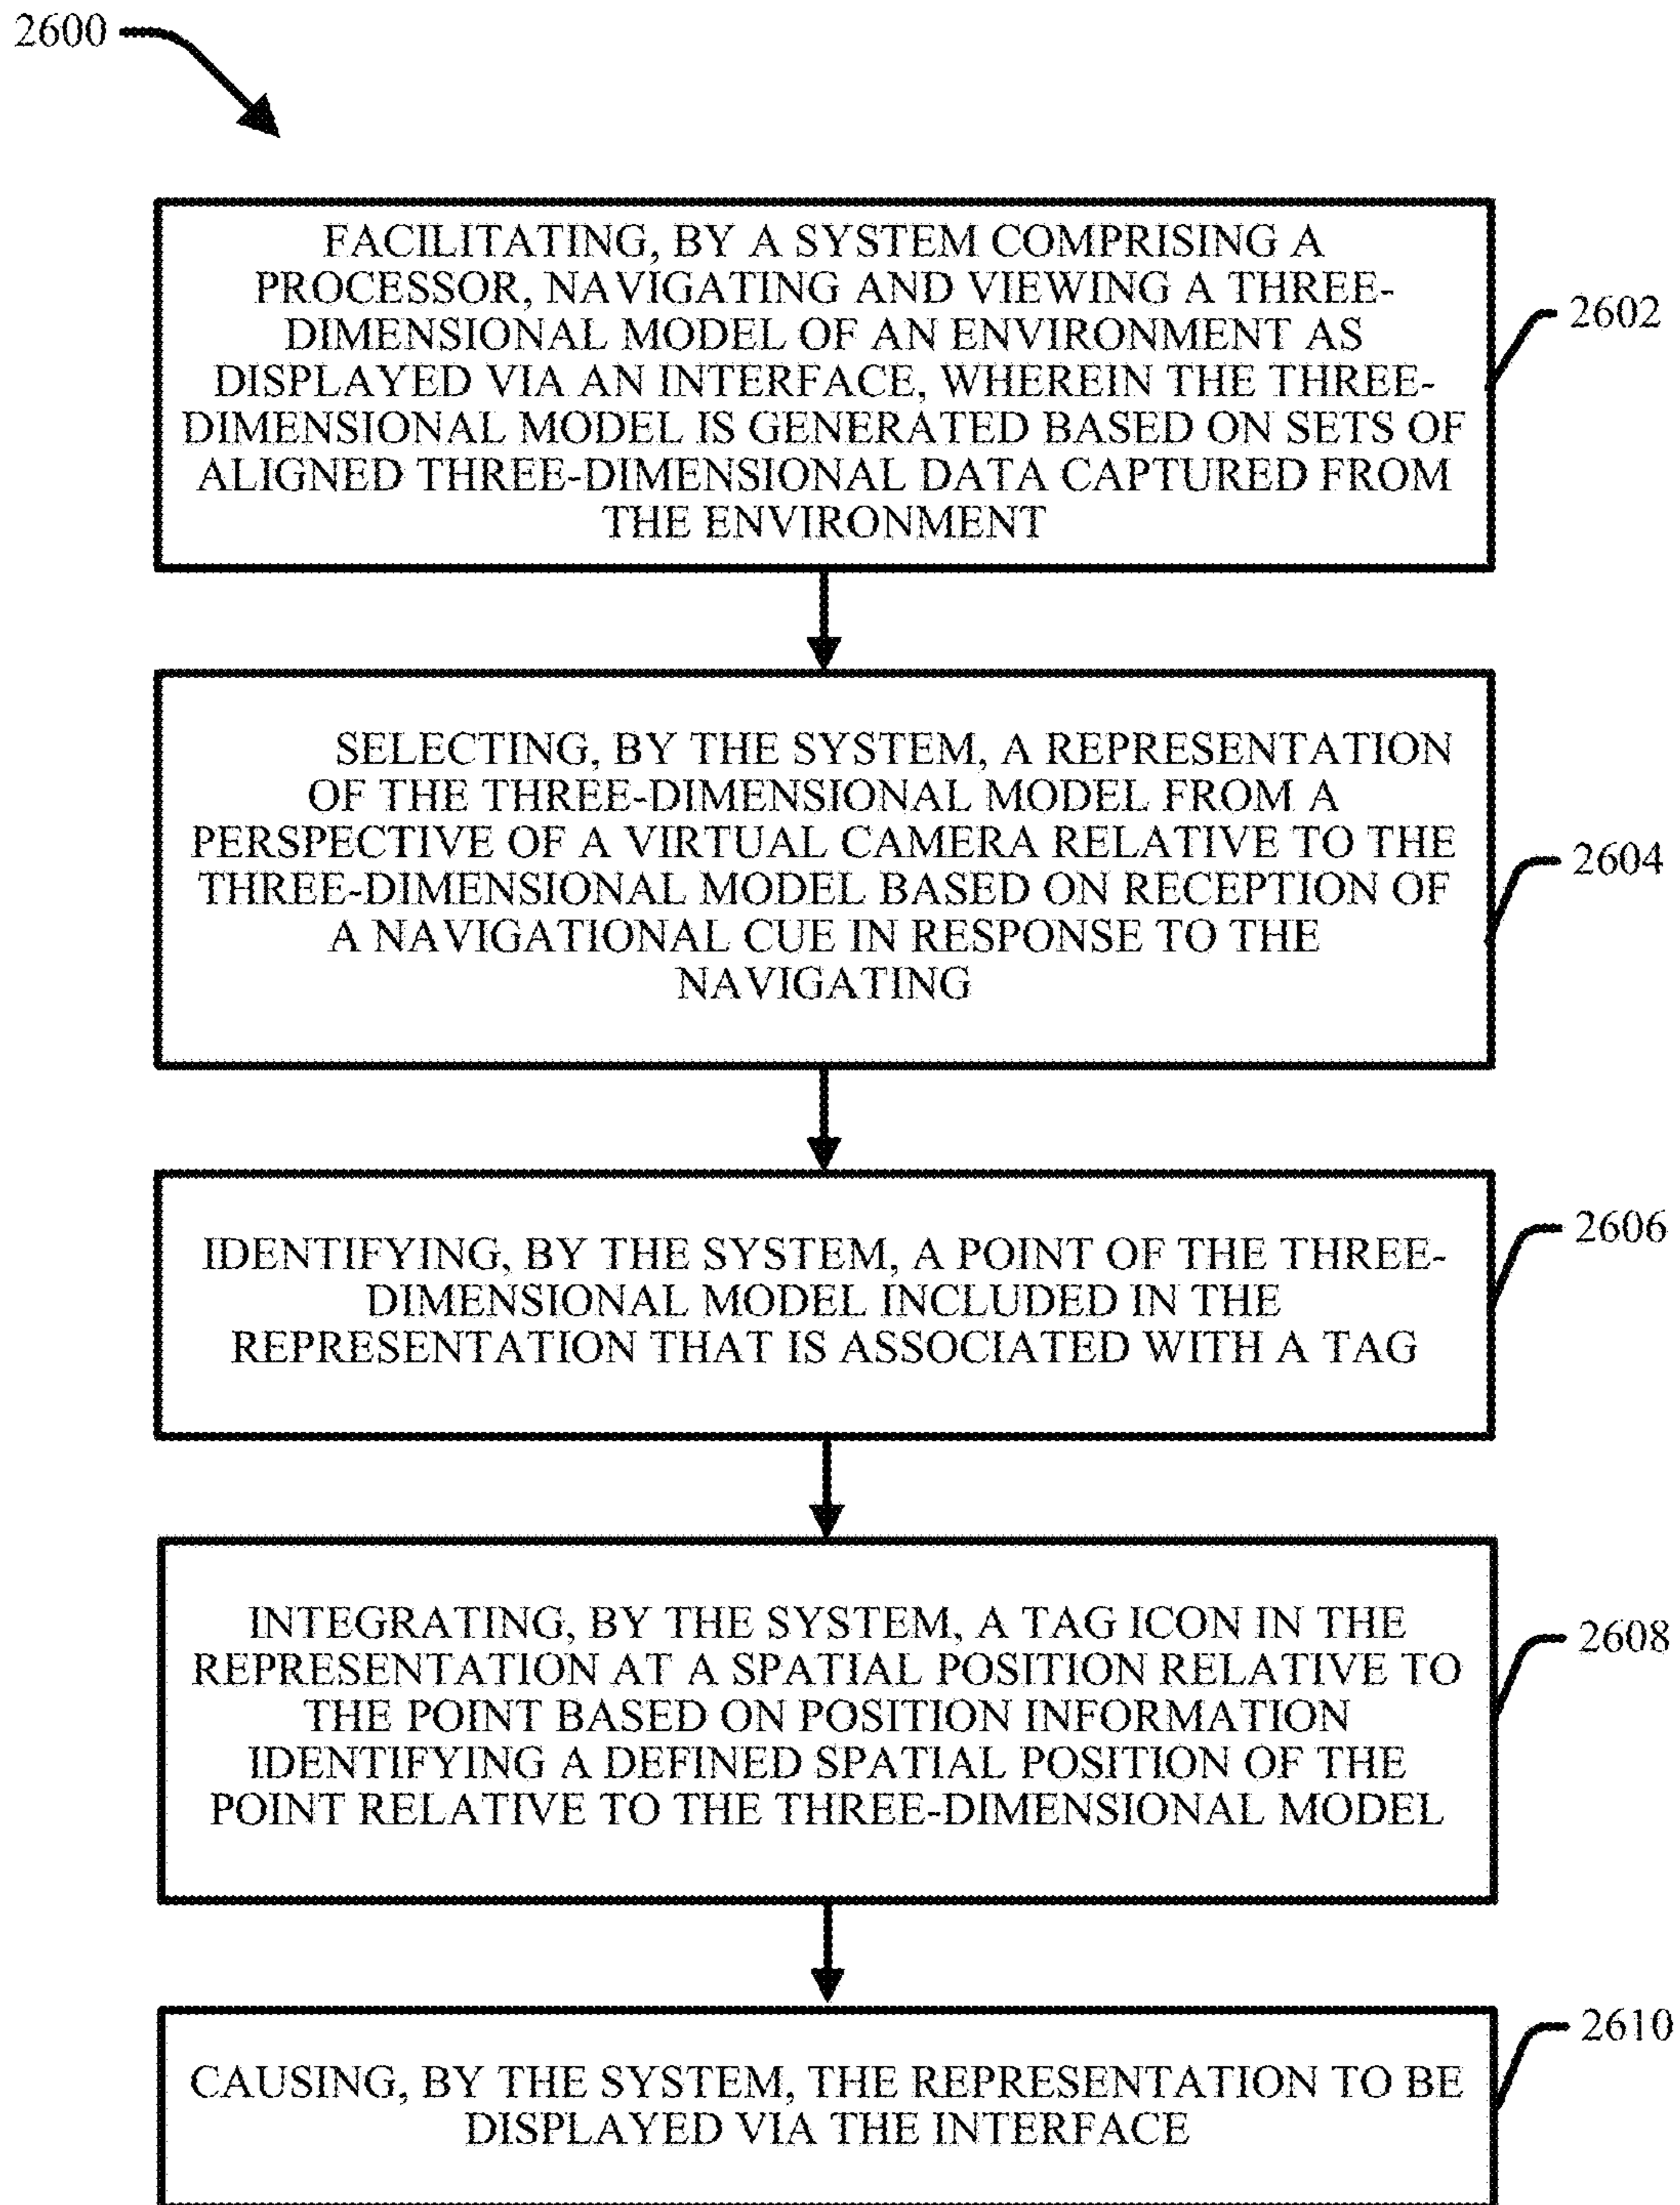 2600
FACILITATING, BY A SYSTEM COMPRISING A
PROCESSOR, NAVIGATING AND VIEWING A THREE-
DIMENSIONAL MODEL OF AN ENVIRONMENT AS
DISPLAYED VIA AN INTERFACE, WHEREIN THE THREE-
DIMENSIONAL MODEL IS GENERATED BASED ON SETS OF
ALIGNED THREE-DIMENSIONAL DATA CAPTURED FROM
THE ENVIRONMENT
2602
SELECTING, BY THE SYSTEM, A REPRESENTATION
OF THE THREE-DIMENSIONAL MODEL FROM A
PERSPECTIVE OF A VIRTUAL CAMERA RELATIVE TO THE
THREE-DIMENSIONAL MODEL BASED ON RECEPTION OF
A NAVIGATIONAL CUE IN RESPONSE TO THE
NAVIGATING
2604
IDENTIFYING, BY THE SYSTEM, A POINT OF THE THREE-
DIMENSIONAL MODEL INCLUDED IN THE
REPRESENTATION THAT IS ASSOCIATED WITH A TAG
2606
INTEGRATING, BY THE SYSTEM, A TAG ICON IN THE
REPRESENTATION AT A SPATIAL POSITION RELATIVE TO
THE POINT BASED ON POSITION INFORMATION
IDENTIFYING A DEFINED SPATIAL POSITION OF THE
POINT RELATIVE TO THE THREE-DIMENSIONAL MODEL
2608
CAUSING, BY THE SYSTEM, THE REPRESENTATION TO BE
DISPLAYED VIA THE INTERFACE
2610